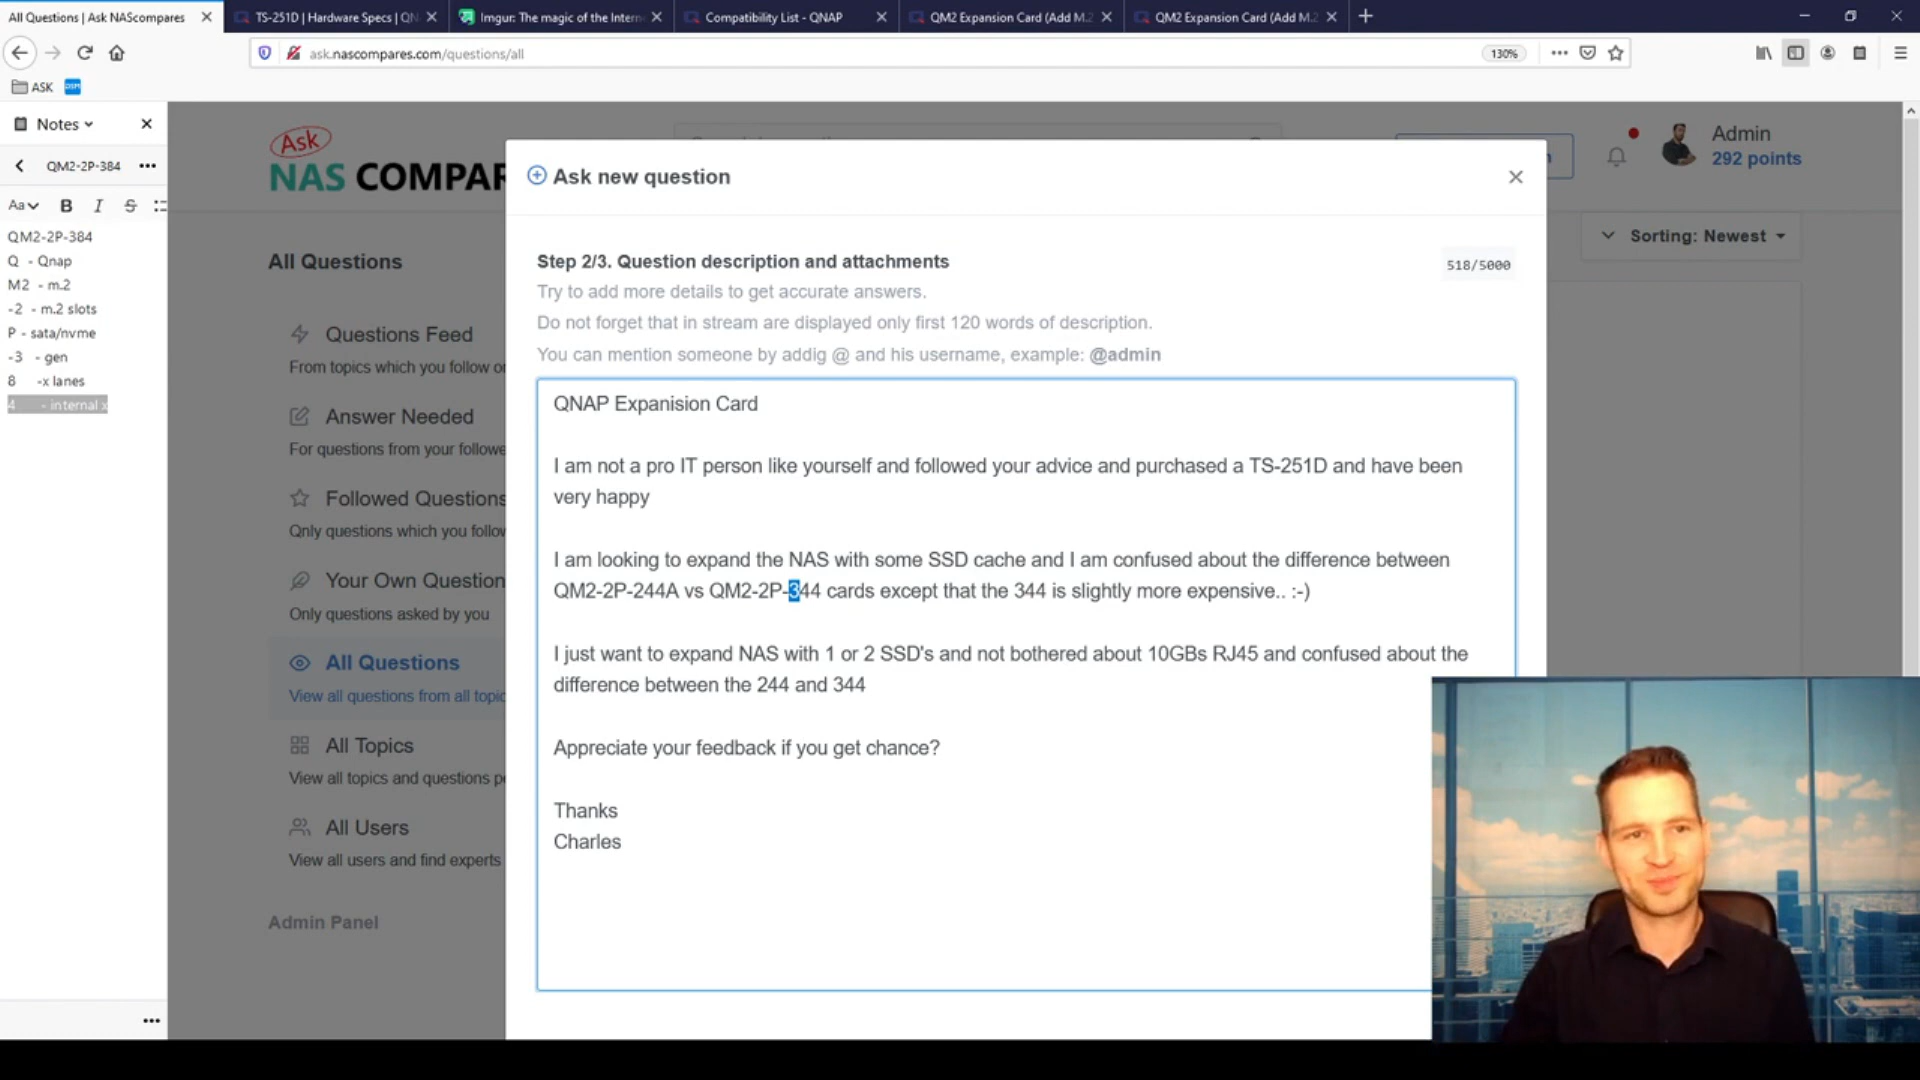 All Questions | Ask NAScompares
TS-251D | Hardware Specs | QN
Imgur: The magic of the Intern
Compatibility List - QNAP
QM2 Expansion Card (Add M.2
QM2 Expansion Card (Add M.2
ask.nascompares.com/questions/all
130%
ASK
Notes
QM2-2P-384
Aa B I S
QM2-2P-384
Q - Qnap
M2 - m.2
-2 - m.2 slots
P - sata/nvme
-3 - gen
8 -x lanes
4 - internal x
Ask
NAS COMPAR
Admin
292 points
Sorting: Newest
All Questions
Questions Feed
From topics which you follow or
Answer Needed
For questions from your followe
Followed Questions
Only questions which you follow
Your Own Question
Only questions asked by you
All Questions
View all questions from all topic
All Topics
View all topics and questions pe
All Users
View all users and find experts
Admin Panel
Ask new question
Step 2/3. Question description and attachments
518/5000
Try to add more details to get accurate answers.
Do not forget that in stream are displayed only first 120 words of description.
You can mention someone by addig @ and his username, example: @admin
QNAP Expanision Card
I am not a pro IT person like yourself and followed your advice and purchased a TS-251D and have been
very happy
I am looking to expand the NAS with some SSD cache and I am confused about the difference between
QM2-2P-244A vs QM2-2P-344 cards except that the 344 is slightly more expensive.. :-)
I just want to expand NAS with 1 or 2 SSD's and not bothered about 10GBs RJ45 and confused about the
difference between the 244 and 344
Appreciate your feedback if you get chance?
Thanks
Charles